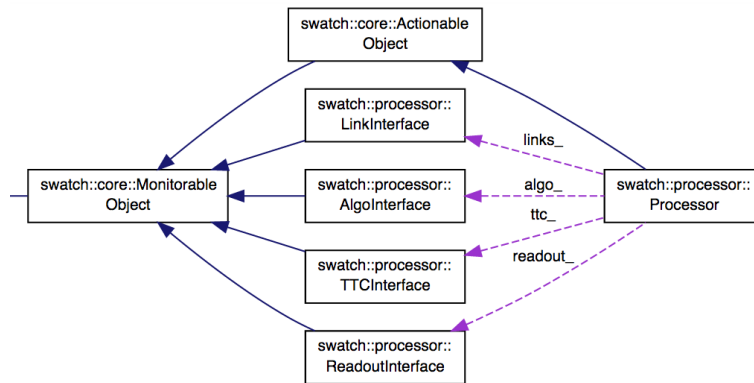 swatch::core::Actionable
Object
swatch::processor::
LinkInterface
links_
swatch::core::Monitorable
Object
swatch::processor::
AlgoInterface
algo_
swatch::processor::
Processor
ttc_
swatch::processor::
TTCInterface
readout_
swatch::processor::
ReadoutInterface